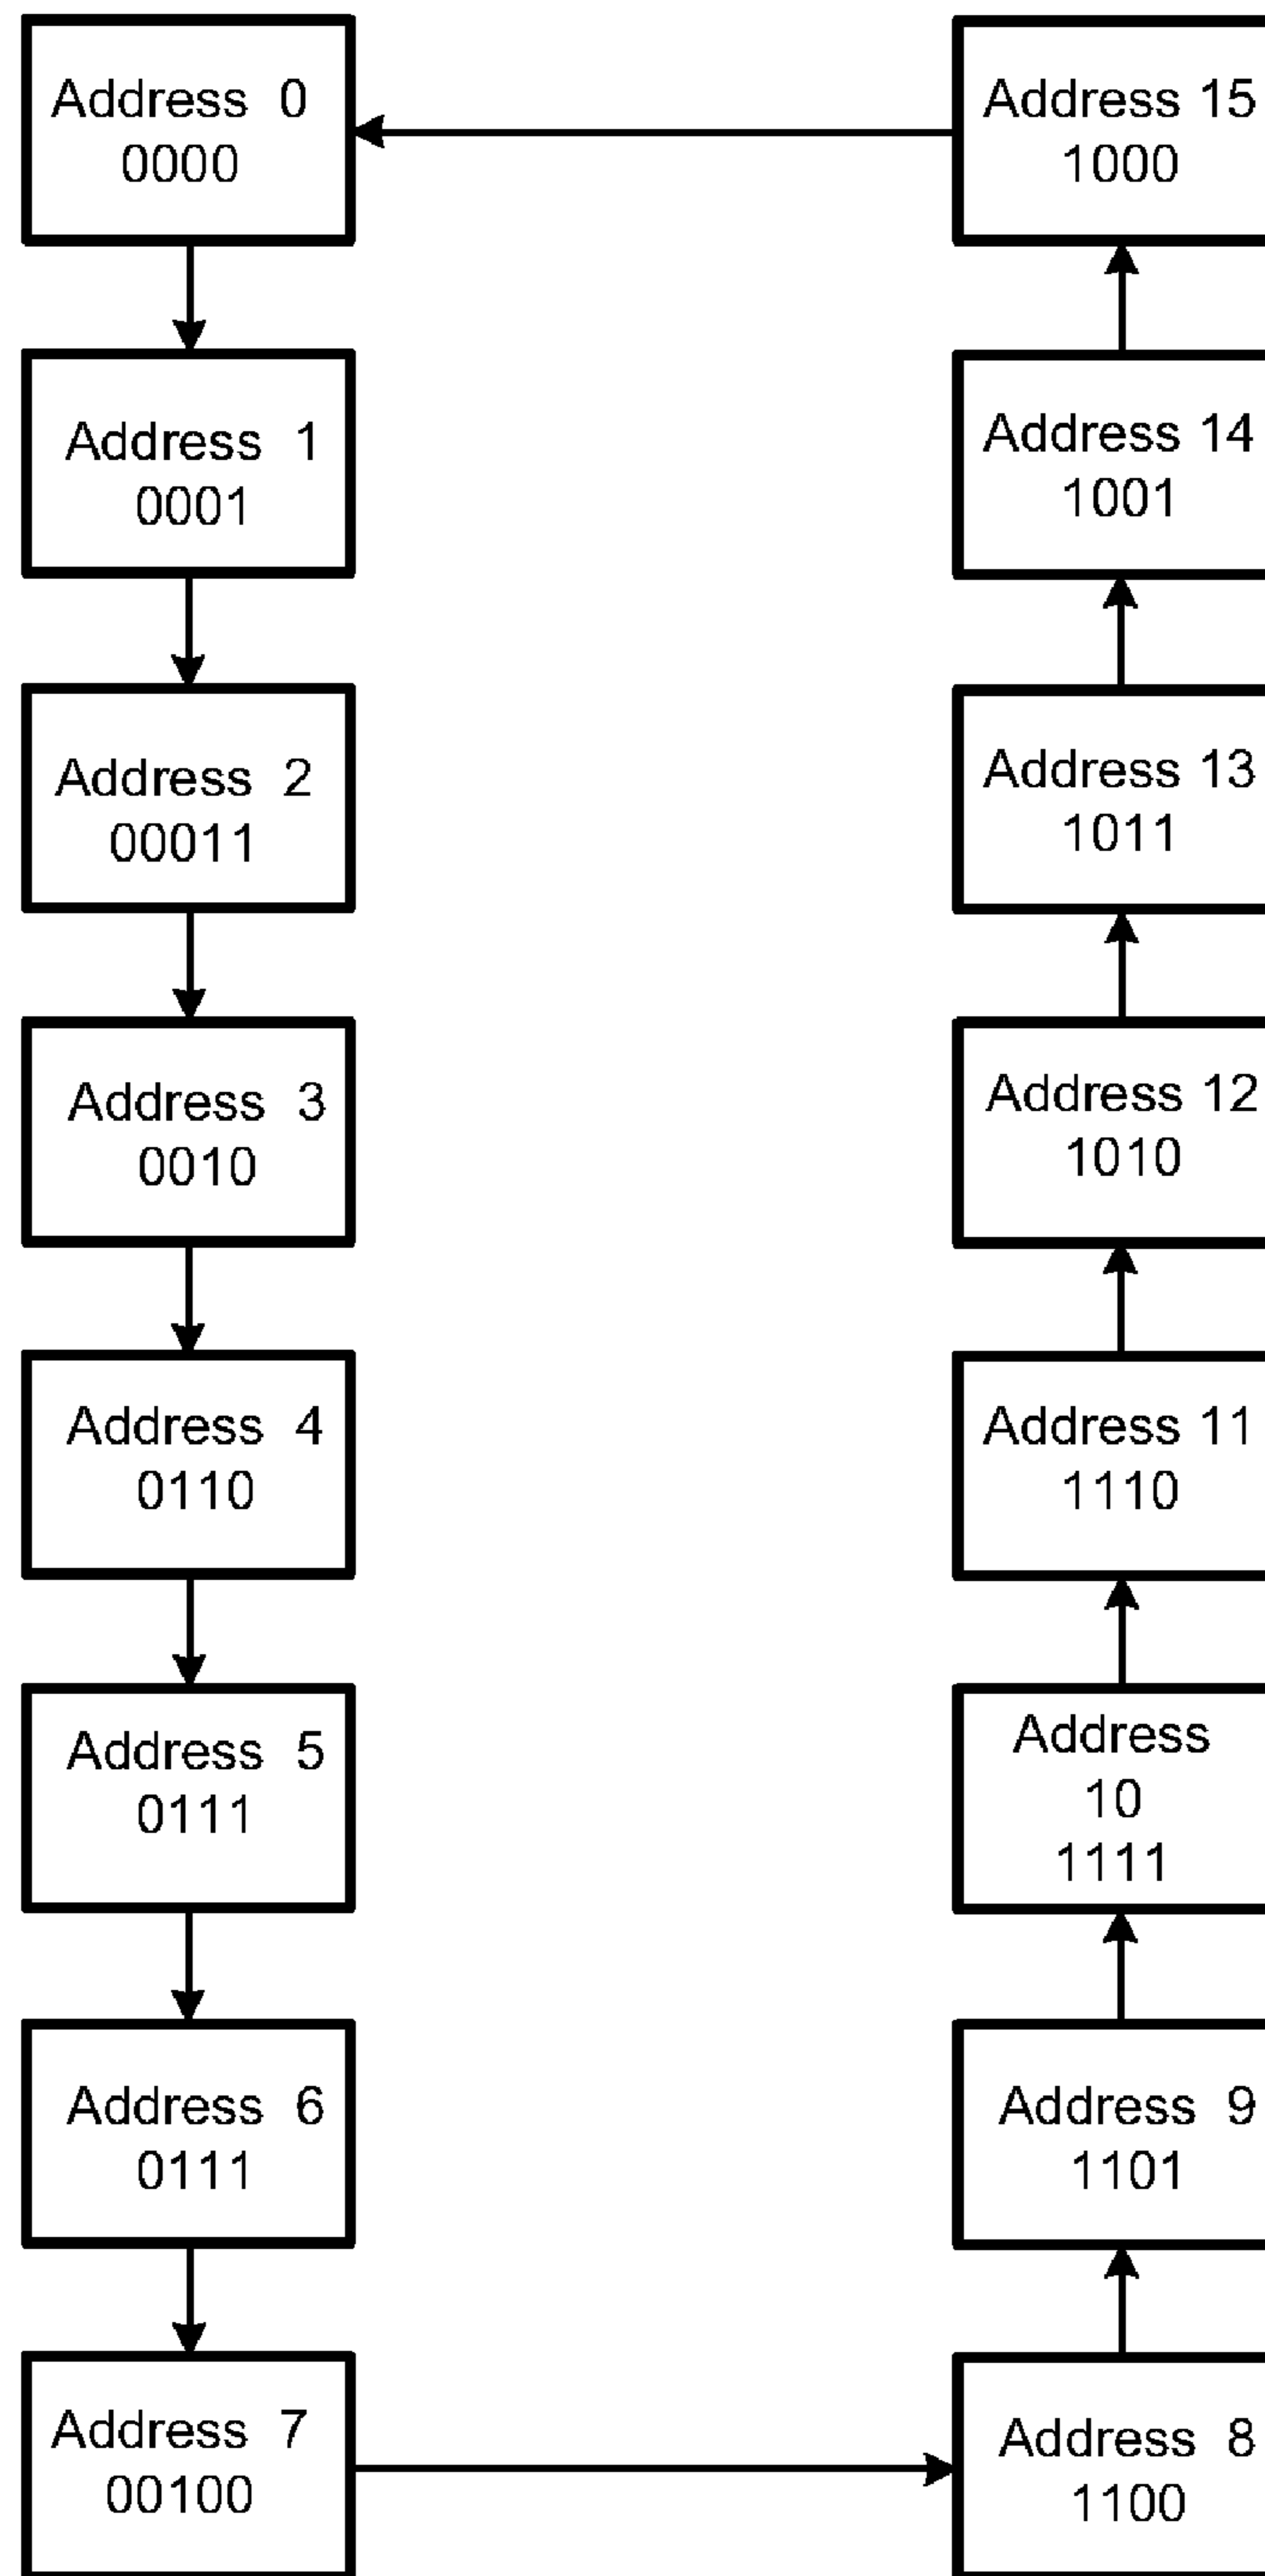 Address 0
0000
Address 1
0001
Address 2
00011
Address 3
0010
Address 4
0110
Address 5
0111
Address 6
0111
Address 7
00100
Address 15
1000
Address 14
1001
Address 13
1011
Address 12
1010
Address 11
1110
Address
10
1111
Address 9
1101
Address 8
1100